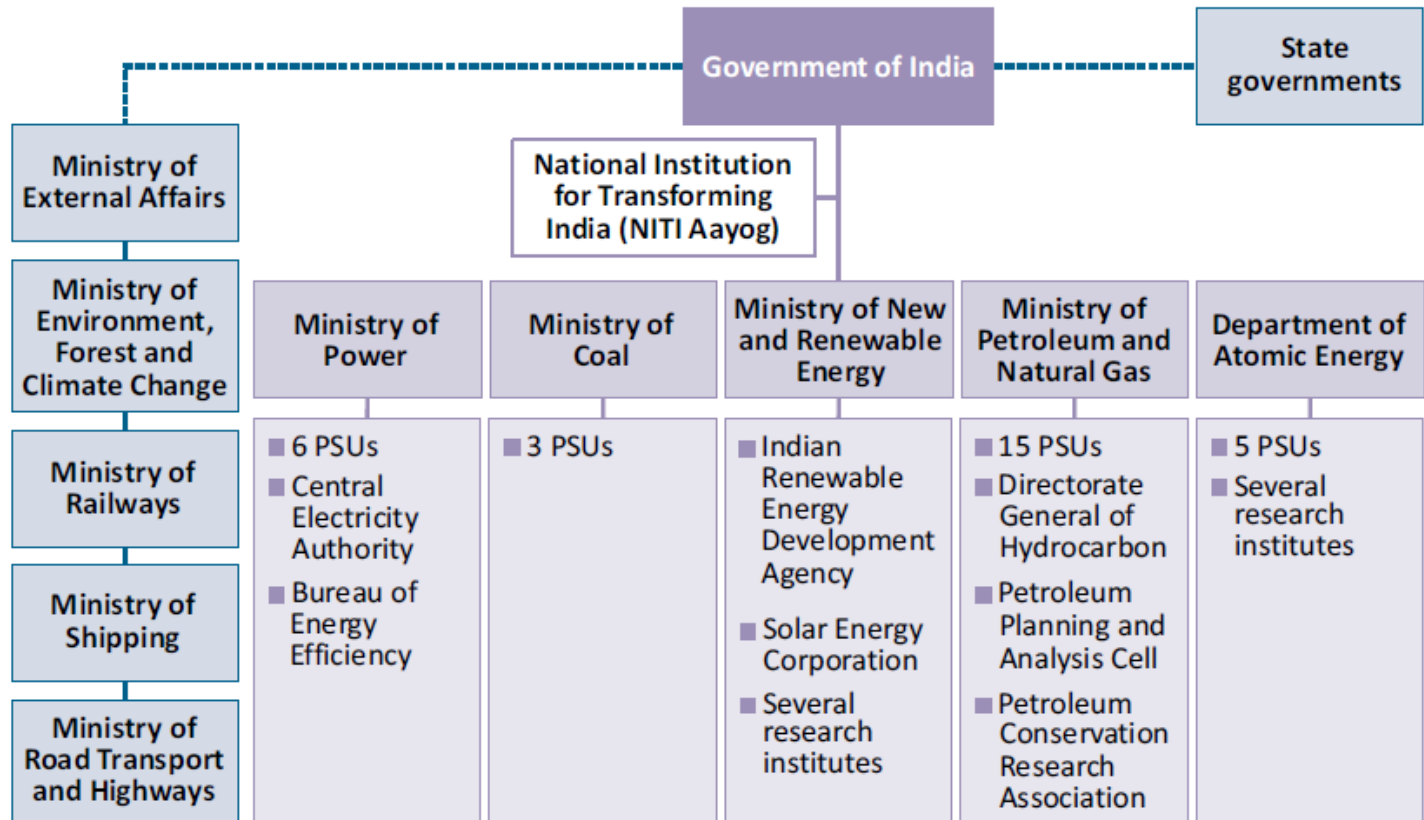 Government of India
State
governments
National Institution
for Transforming
India (NITI Aayog)
Ministry of
External Affairs
Ministry of
Environment,
Forest and
Climate Change
Ministry of
Railways
Ministry of
Shipping
Ministry of
Road Transport
and Highways
Ministry of
Power
6 PSUs
Central
Electricity
Authority
Bureau of
Energy
Efficiency
Ministry of
Coal
3 PSUs
Ministry of New
and Renewable
Energy
Indian
Renewable
Energy
Development
Agency
Solar Energy
Corporation
Several
research
institutes
Ministry of
Petroleum and
Natural Gas
15 PSUs
Directorate
General of
Hydrocarbon
Petroleum
Planning and
Analysis Cell
Petroleum
Conservation
Research
Association
Department of
Atomic Energy
5 PSUs
Several
research
institutes